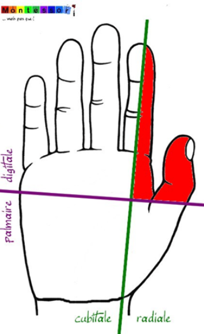 Montessori
... mais pas que !
digitale
palmaire
cubitale
radiale